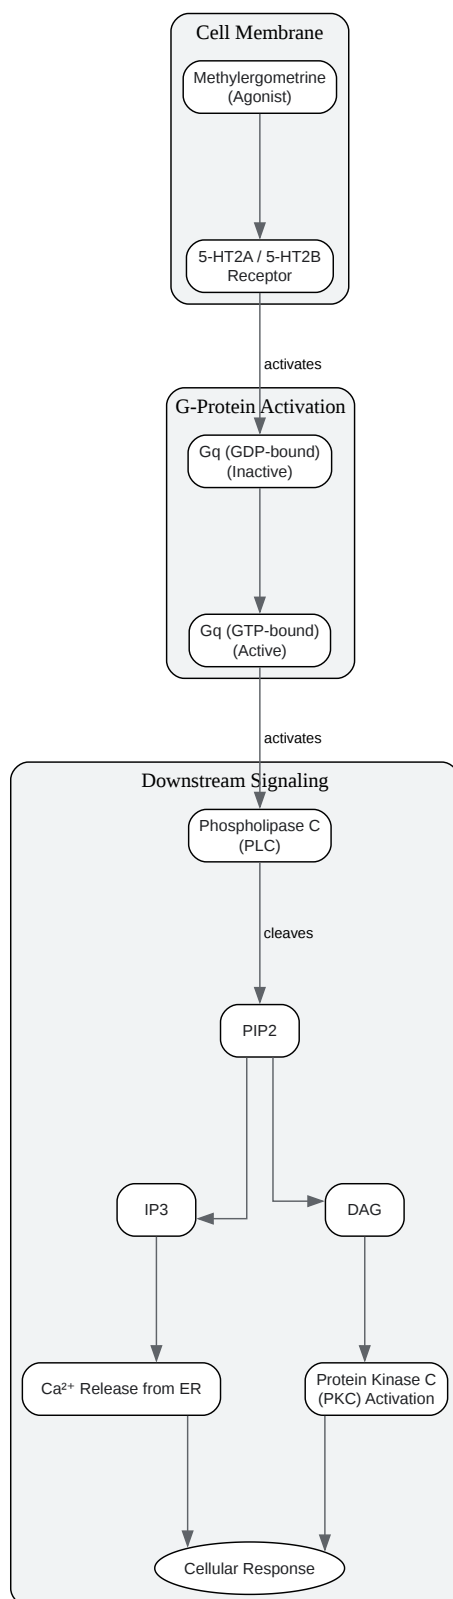 Cell Membrane
Methylergometrine
(Agonist)
5-HT2A / 5-HT2B
Receptor
activates
G-Protein Activation
Gq (GDP-bound)
(Inactive)
Gq (GTP-bound)
(Active)
activates
Downstream Signaling
Phospholipase C
(PLC)
cleaves
PIP2
IP3
DAG
Ca²⁺ Release from ER
Protein Kinase C
(PKC) Activation
Cellular Response